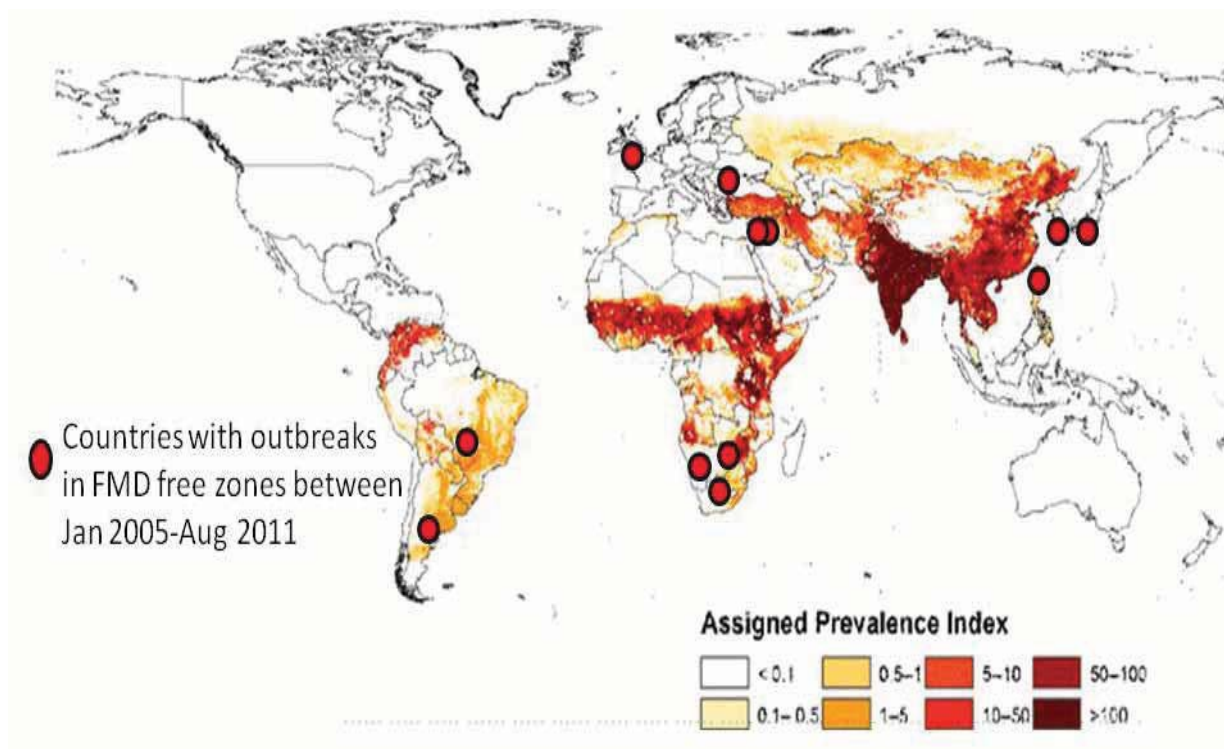 Countries with outbreaks
in FMD free zones between
Jan 2005-Aug 2011
Assigned Prevalence Index
< 0.1 0.5–1 5–10 50–100
0.1– 0.5 1–5 10–50 >100